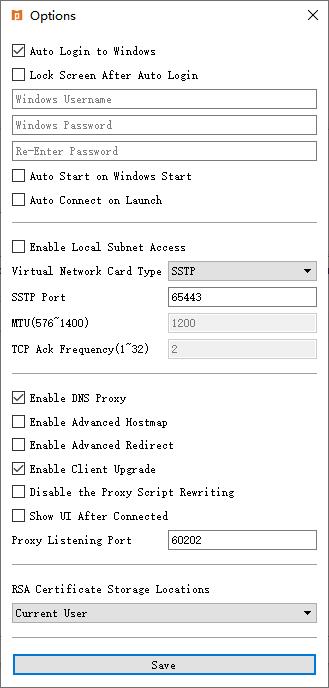 Options
Auto Login to Windows
Lock Screen After Auto Login
Windows Username
Windows Password
Re-Enter Password
Auto Start on Windows Start
Auto Connect on Launch
Enable Local Subnet Access
Virtual Network Card Type SSTP
SSTP Port 65443
MTU(576~1400) 1200
TCP Ack Frequency(1~32) 2
Enable DNS Proxy
Enable Advanced Hostmap
Enable Advanced Redirect
Enable Client Upgrade
Disable the Proxy Script Rewriting
Show UI After Connected
Proxy Listening Port 60202
RSA Certificate Storage Locations
Current User
Save